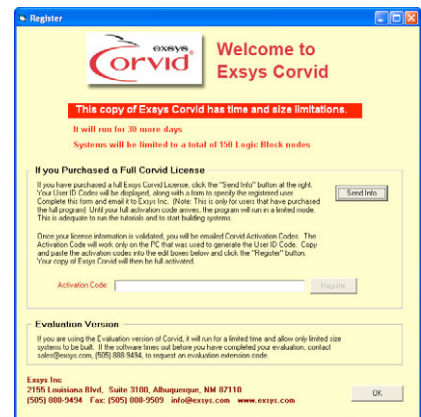 Register
exsys
Corvid
Welcome to
Exsys Corvid
This copy of Exsys Corvid has time and size limitations.
It will run for 30 more days
Systems will be limited to a total of 150 Logic Block nodes
If you Purchased a Full Corvid License
If you have purchased a full Exsys Corvid License, click the "Send Info" button at the right.
Your User ID Codes will be displayed, along with a form to specify the registered user.
Complete this form and email it to Exsys Inc. (Note: This is only for users that have purchased
the full program) Until your full activation code arrives, the program will run in a limited mode.
This is adequate to run the tutorials and to start building systems.
Send Info
Once your license information is validated, you will be emailed Corvid Activation Codes. The
Activation Code will work only on the PC that was used to generate the User ID Code. Copy
and paste the activation codes into the edit boxes below and click the "Register" button.
Your copy of Exsys Corvid will then be full activated.
Activation Code:
Register
Evaluation Version
If you are using the Evaluation version of Corvid, it will run for a limited time and allow only limited size
systems to be built. If the software times out before you have completed your evaluation, contact
sales@exsys.com, (505) 888-9494, to request an evaluation extension code.
Exsys Inc
2155 Louisiana Blvd, Suite 3100, Albuquerque, NM 87110
(505) 888-9494 Fax: (505) 888-9509 info@exsys.com www.exsys.com
OK